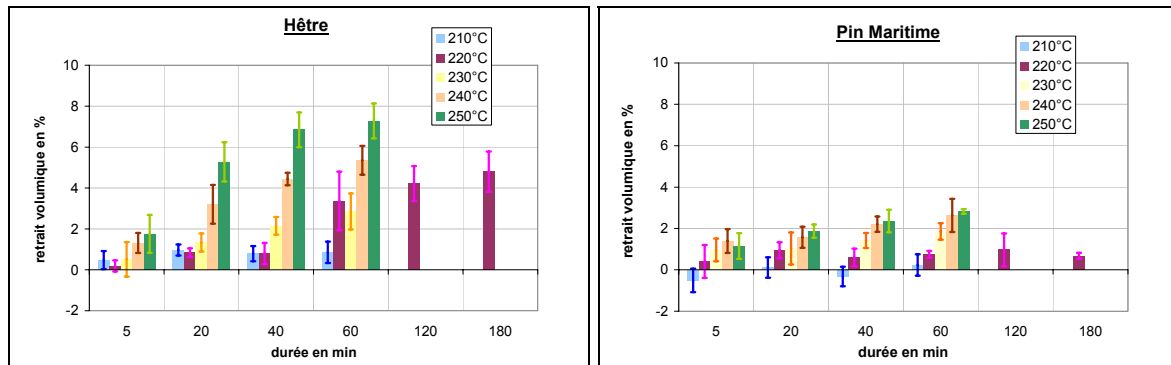 Hêtre
210°C
220°C
230°C
240°C
250°C
10
8
6
4
2
0
-2
retrait volumique en %
5 20 40 60 120 180
durée en min
Pin Maritime
210°C
220°C
230°C
240°C
250°C
10
8
6
4
2
0
-2
retrait volumique en %
5 20 40 60 120 180
durée en min